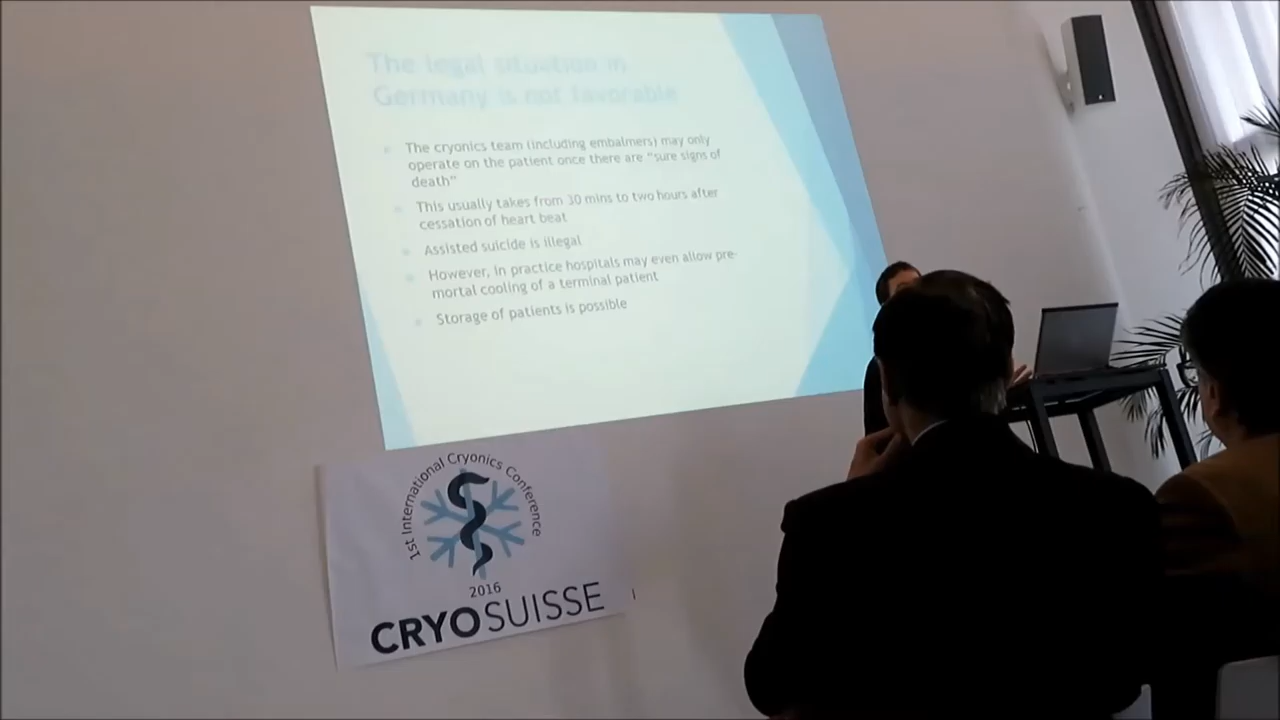 The legal situation in
Germany is not favorable
The cryonics team (including embalmers) may only
operate on the patient once there are "sure signs of
death"
This usually takes from 30 mins to two hours after
cessation of heart beat
Assisted suicide is illegal
However, in practice hospitals may even allow pre-
mortal cooling of a terminal patient
Storage of patients is possible
1st International Cryonics Conference
2016
CRYOSUISSE